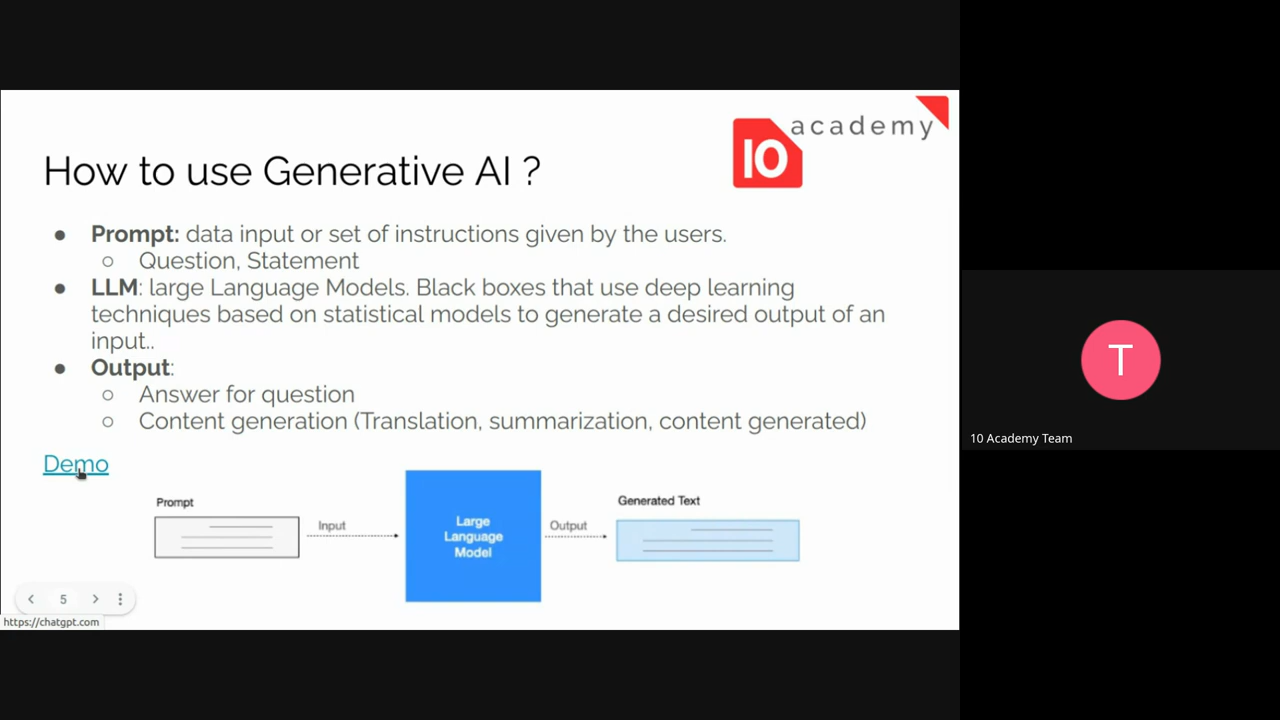 10 academy
How to use Generative AI ?
● Prompt: data input or set of instructions given by the users.
○ Question, Statement
● LLM: large Language Models. Black boxes that use deep learning
techniques based on statistical models to generate a desired output of an
input..
● Output:
○ Answer for question
○ Content generation (Translation, summarization, content generated)
Demo
Prompt
Input
Large
Language
Model
Output
Generated Text
5
https://chatgpt.com
T
10 Academy Team